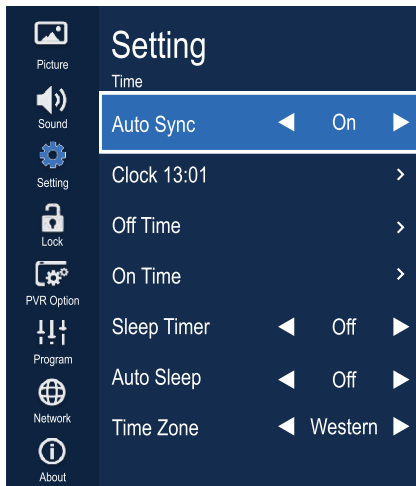 Picture
Sound
Setting
Lock
PVR Option
Program
Network
About
Setting
Time
Auto Sync On
Clock 13:01
Off Time
On Time
Sleep Timer Off
Auto Sleep Off
Time Zone Western